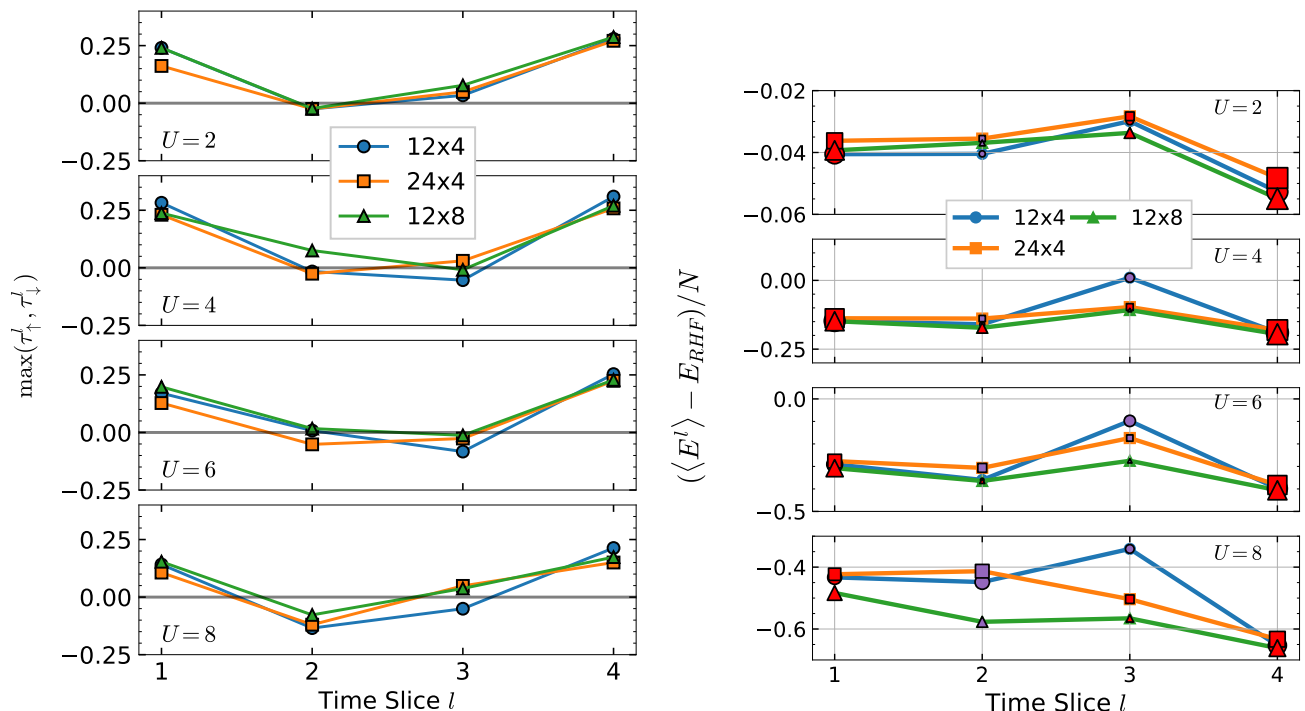 max(τ↑^l, τ↓^l)
0.25
0.00
−0.25
U = 2
12x4
24x4
12x8
0.25
0.00
−0.25
U = 4
0.25
0.00
−0.25
U = 6
0.25
0.00
−0.25
U = 8
1 2 3 4
Time Slice l
(⟨E^l⟩ − E_RHF)/N
−0.02
−0.04
−0.06
U = 2
12x4 12x8
24x4
0.00
−0.25
U = 4
0.0
−0.5
U = 6
−0.4
−0.6
U = 8
1 2 3 4
Time Slice l